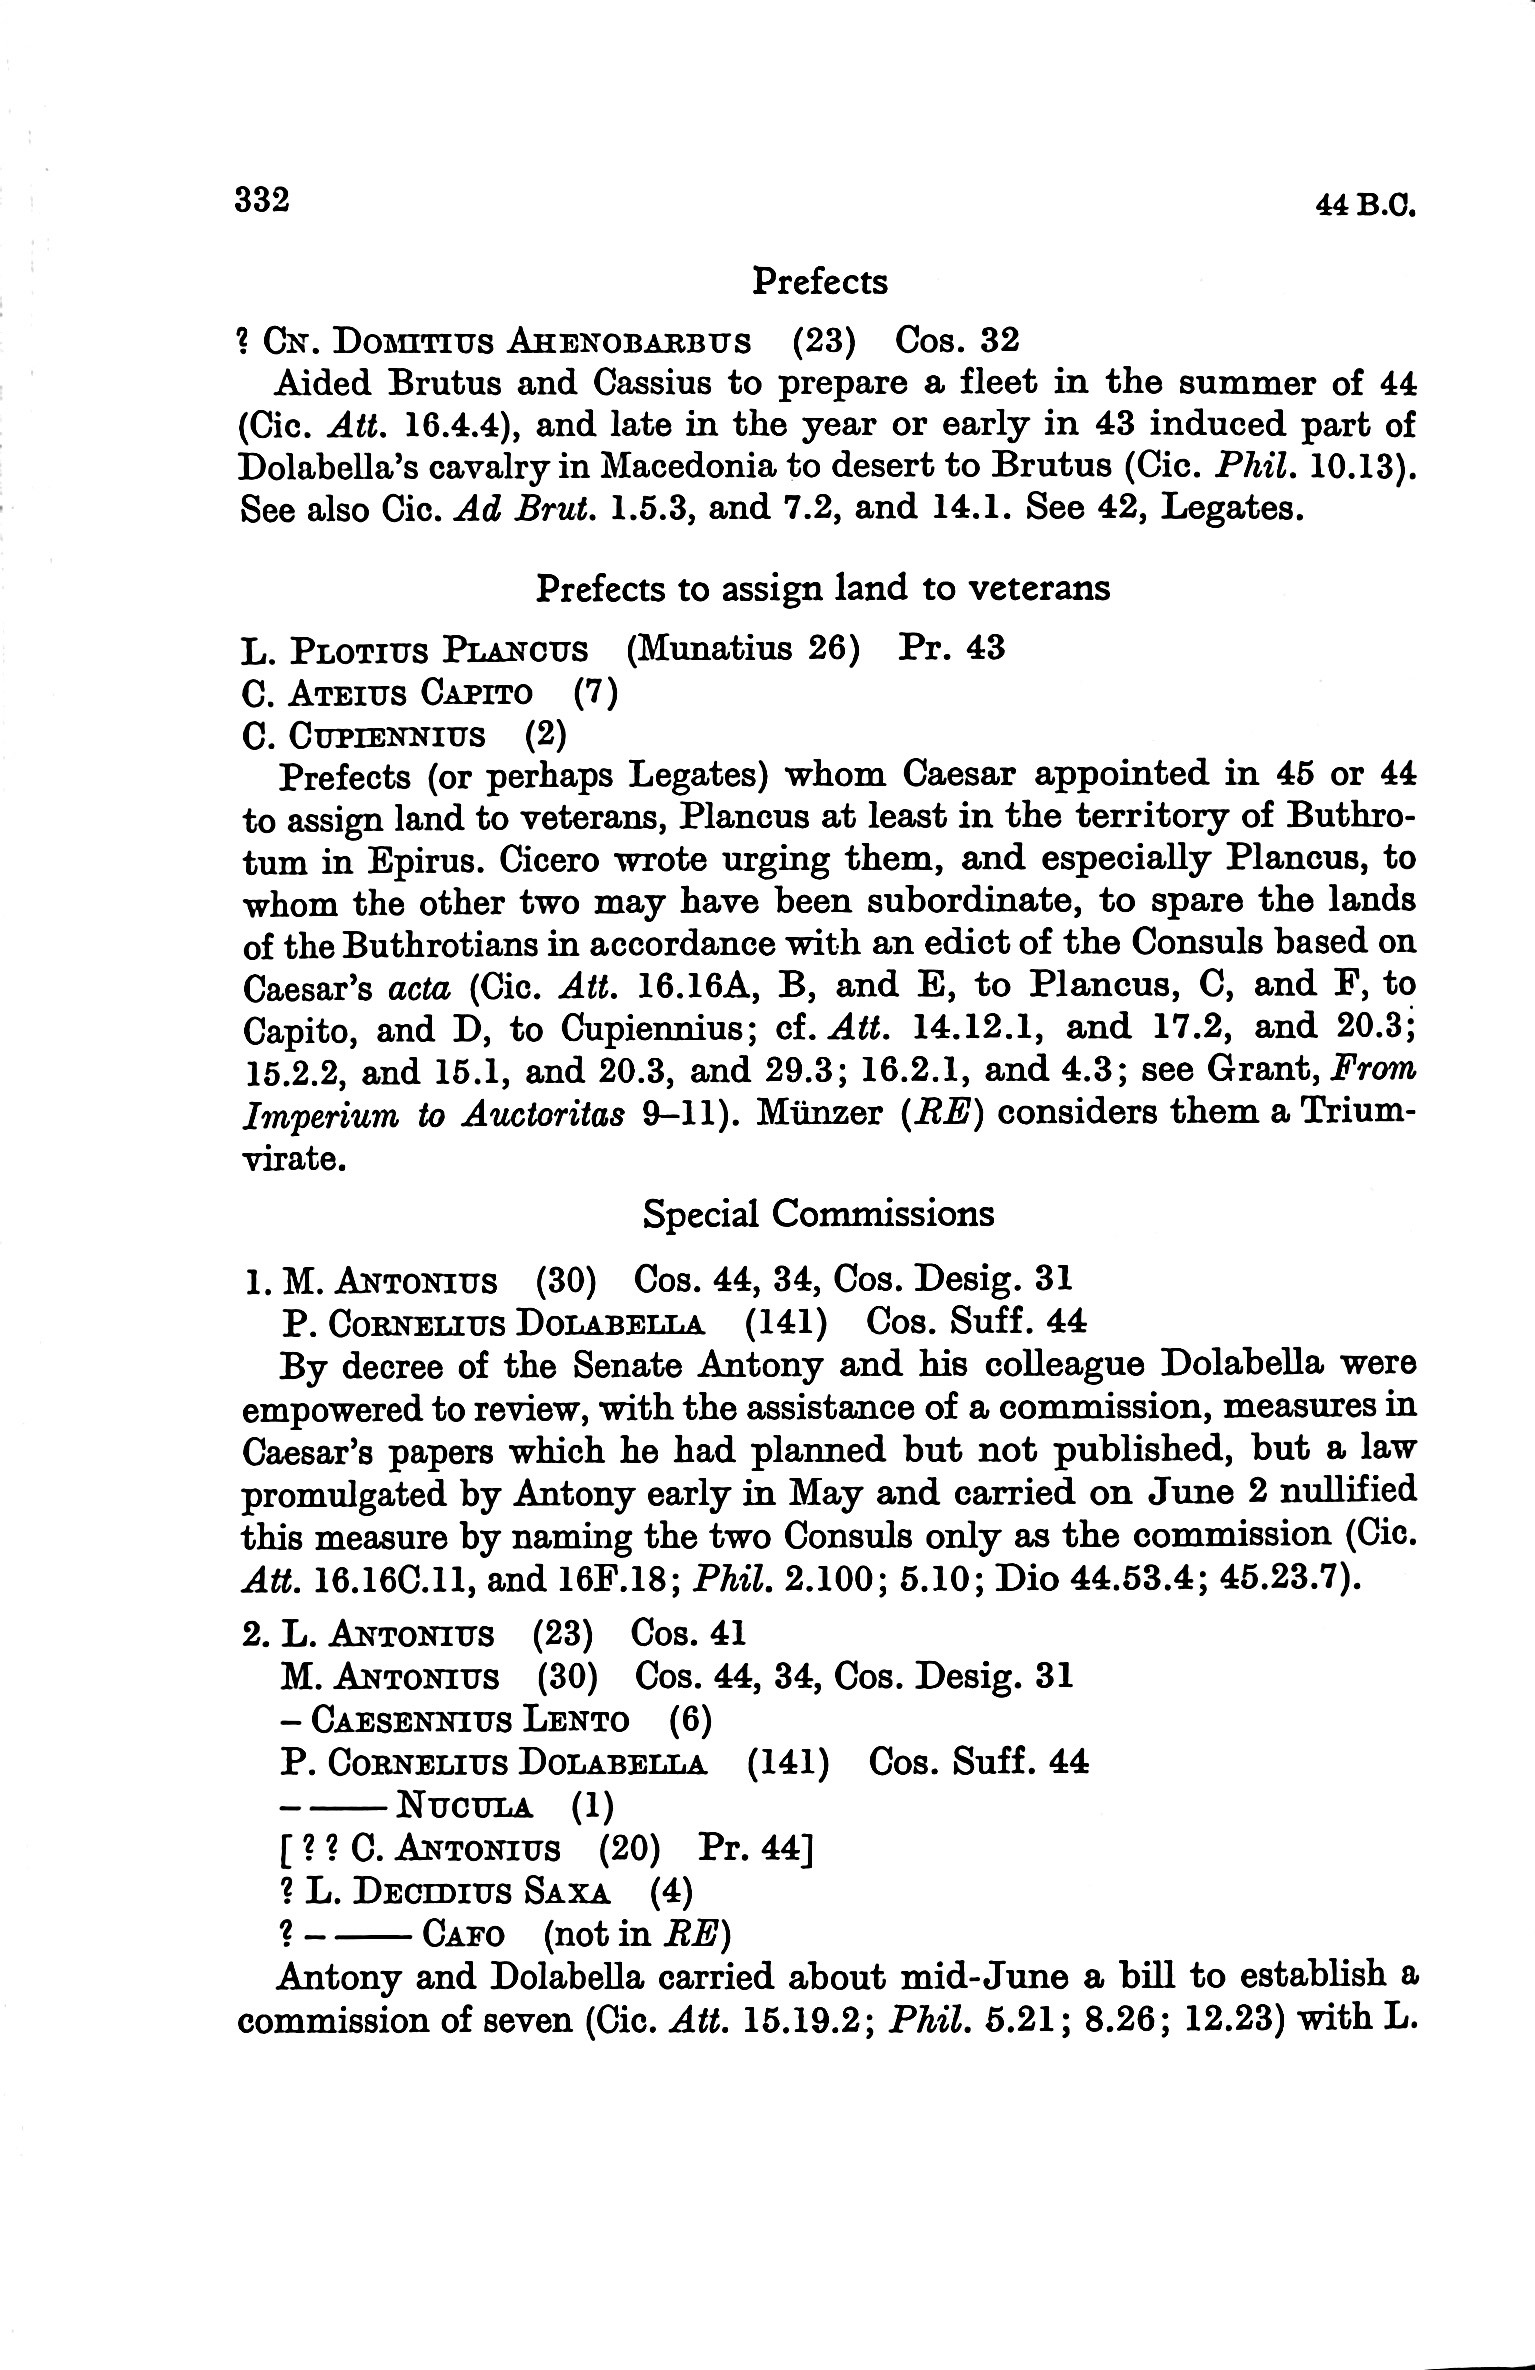 332 44 B.C.
Prefects
? CN. DOMITIUS AHENOBARBUS (23) Cos. 32
Aided Brutus and Cassius to prepare a fleet in the summer of 44
(Cic. Att. 16.4.4), and late in the year or early in 43 induced part of
Dolabella's cavalry in Macedonia to desert to Brutus (Cic. Phil. 10.13).
See also Cic. Ad Brut. 1.5.3, and 7.2, and 14.1. See 42, Legates.
Prefects to assign land to veterans
L. PLOTIUS PLANCUS (Munatius 26) Pr. 43
C. ATEIUS CAPITO (7)
C. CUPIENNIUS (2)
Prefects (or perhaps Legates) whom Caesar appointed in 45 or 44
to assign land to veterans, Plancus at least in the territory of Buthro-
tum in Epirus. Cicero wrote urging them, and especially Plancus, to
whom the other two may have been subordinate, to spare the lands
of the Buthrotians in accordance with an edict of the Consuls based on
Caesar's acta (Cic. Att. 16.16A, B, and E, to Plancus, C, and F, to
Capito, and D, to Cupiennius; cf. Att. 14.12.1, and 17.2, and 20.3;
15.2.2, and 15.1, and 20.3, and 29.3; 16.2.1, and 4.3; see Grant, From
Imperium to Auctoritas 9–11). Münzer (RE) considers them a Trium-
virate.
Special Commissions
1. M. ANTONIUS (30) Cos. 44, 34, Cos. Desig. 31
P. CORNELIUS DOLABELLA (141) Cos. Suff. 44
By decree of the Senate Antony and his colleague Dolabella were
empowered to review, with the assistance of a commission, measures in
Caesar's papers which he had planned but not published, but a law
promulgated by Antony early in May and carried on June 2 nullified
this measure by naming the two Consuls only as the commission (Cic.
Att. 16.16C.11, and 16F.18; Phil. 2.100; 5.10; Dio 44.53.4; 45.23.7).
2. L. ANTONIUS (23) Cos. 41
M. ANTONIUS (30) Cos. 44, 34, Cos. Desig. 31
– CAESENNIUS LENTO (6)
P. CORNELIUS DOLABELLA (141) Cos. Suff. 44
– —— NUCULA (1)
[ ? ? C. ANTONIUS (20) Pr. 44]
? L. DECIDIUS SAXA (4)
? – —— CAFO (not in RE)
Antony and Dolabella carried about mid-June a bill to establish a
commission of seven (Cic. Att. 15.19.2; Phil. 5.21; 8.26; 12.23) with L.